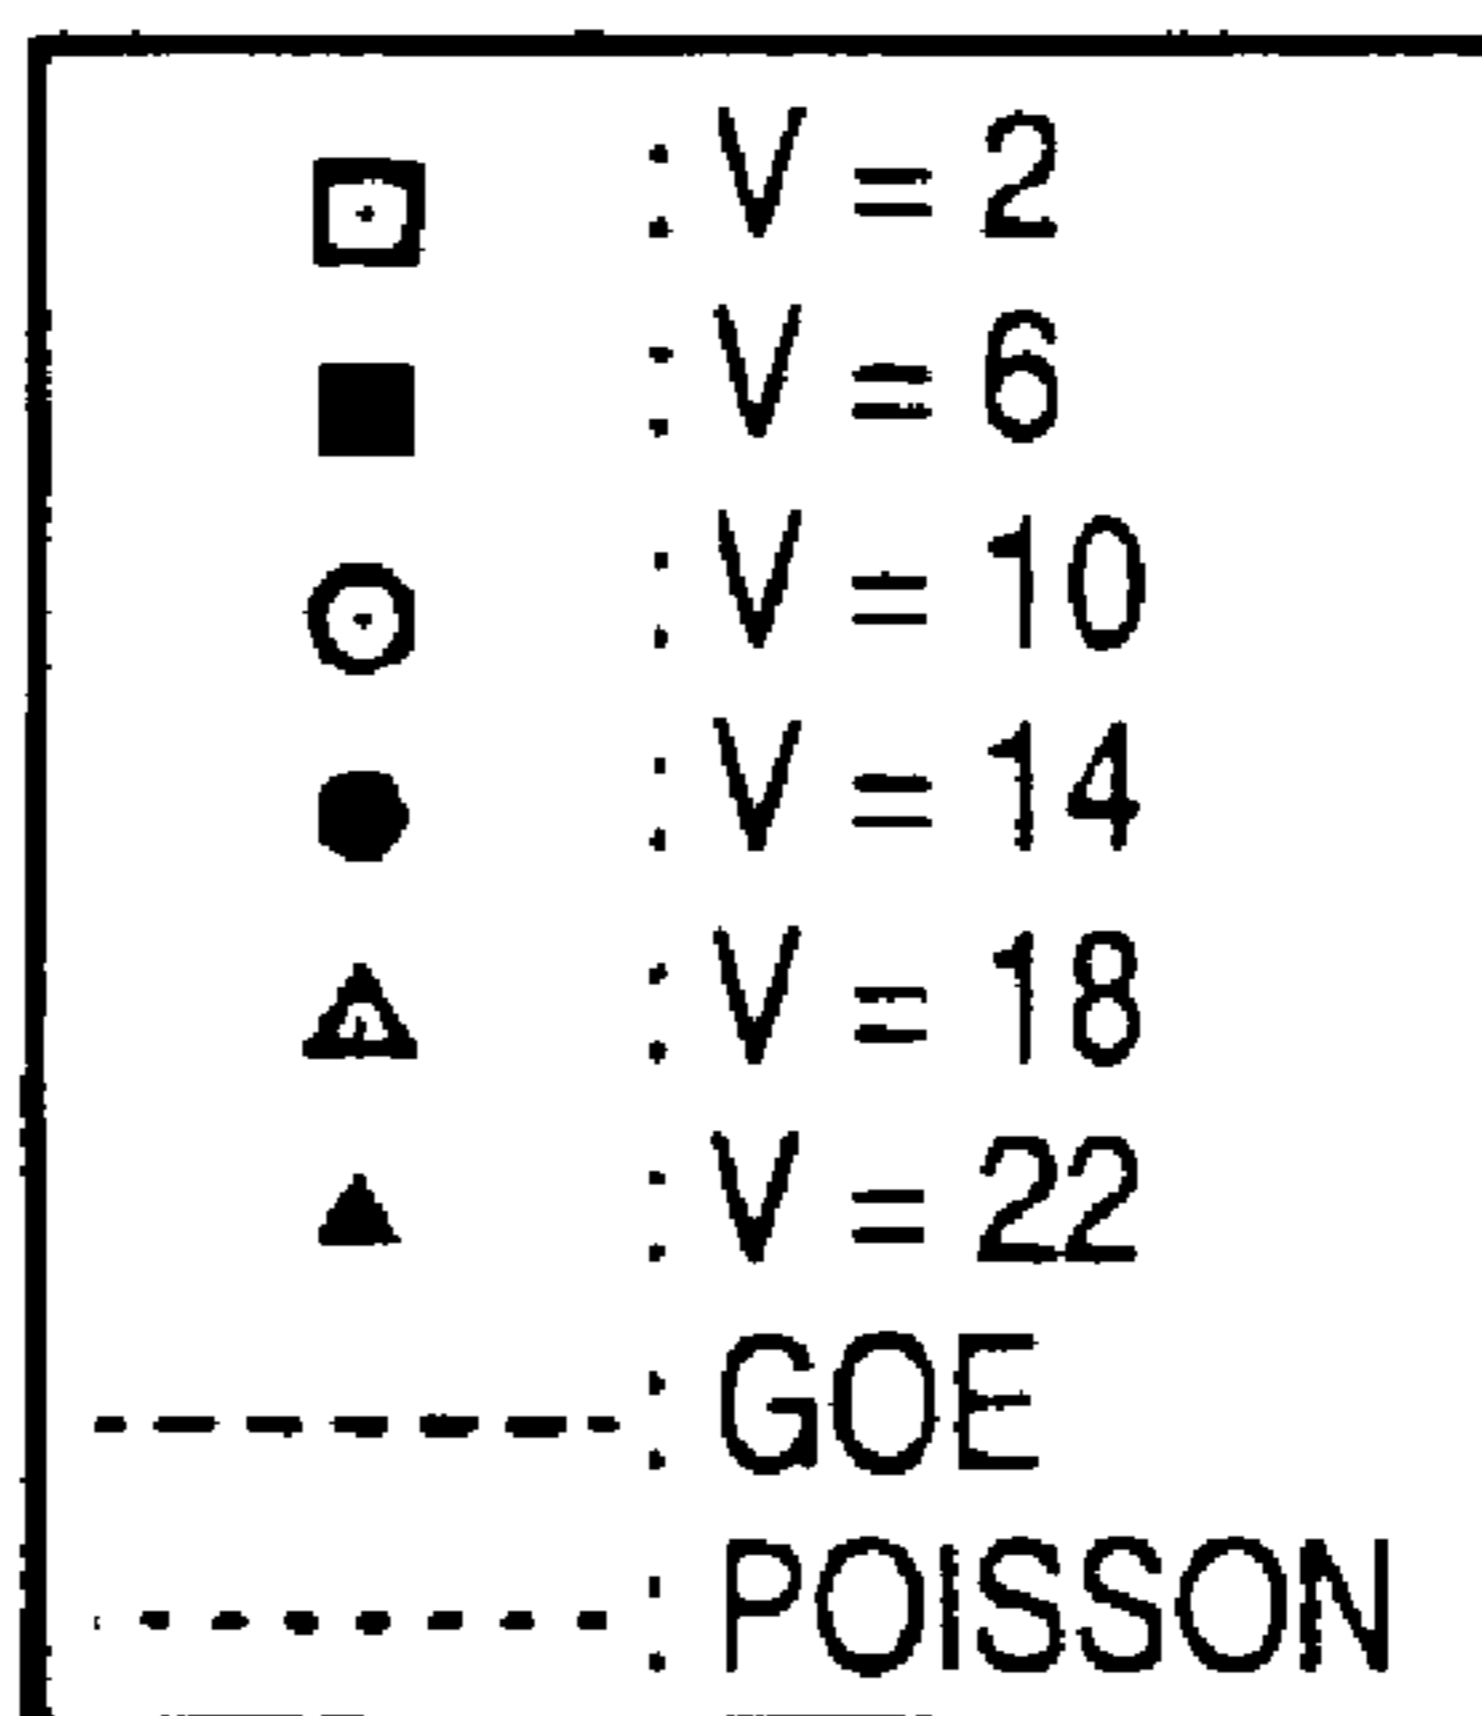 : V = 2
: V = 6
: V = 10
: V = 14
: V = 18
: V = 22
: GOE
: POISSON